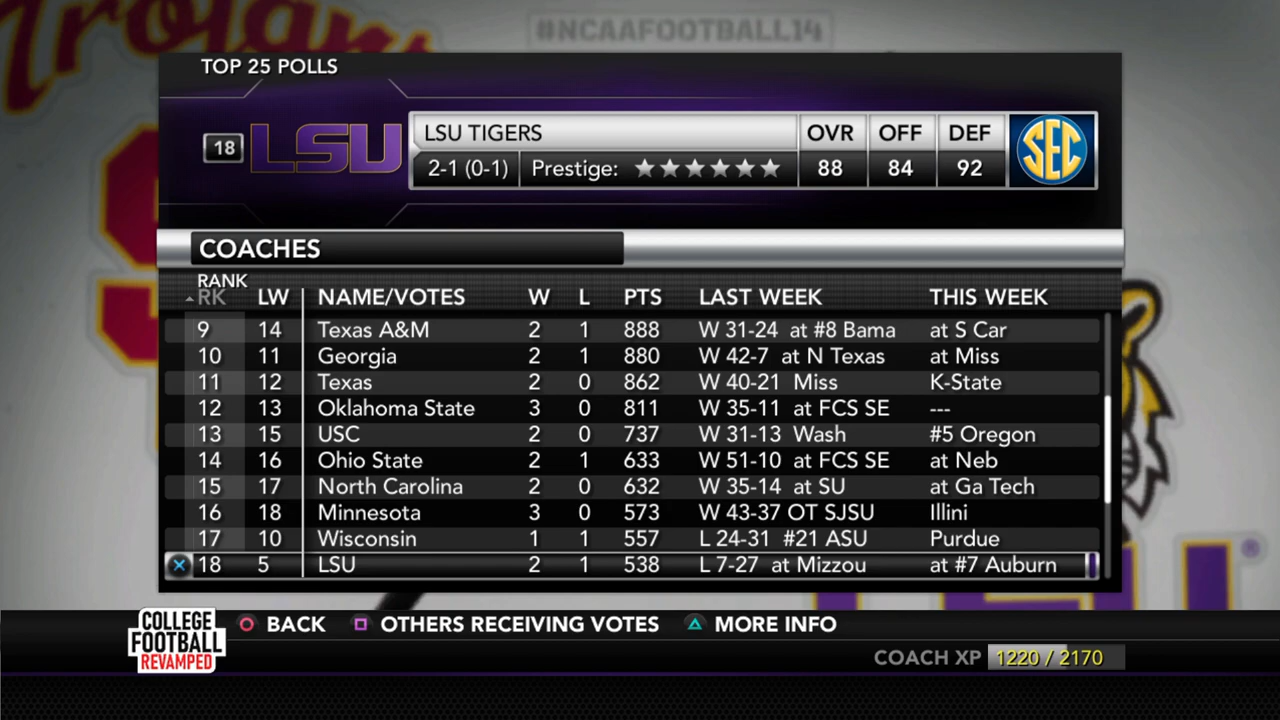 Trojans
#NCAAFOOTBALL14
TOP 25 POLLS
18 LSU LSU TIGERS OVR OFF DEF SEC
2-1 (0-1) Prestige: ★★★★★★ 88 84 92
COACHES
RANK
RK LW NAME/VOTES W L PTS LAST WEEK THIS WEEK
9 14 Texas A&M 2 1 888 W 31-24 at #8 Bama at S Car
10 11 Georgia 2 1 880 W 42-7 at N Texas at Miss
11 12 Texas 2 0 862 W 40-21 Miss K-State
12 13 Oklahoma State 3 0 811 W 35-11 at FCS SE ---
13 15 USC 2 0 737 W 31-13 Wash #5 Oregon
14 16 Ohio State 2 1 633 W 51-10 at FCS SE at Neb
15 17 North Carolina 2 0 632 W 35-14 at SU at Ga Tech
16 18 Minnesota 3 0 573 W 43-37 OT SJSU Illini
17 10 Wisconsin 1 1 557 L 24-31 #21 ASU Purdue
18 5 LSU 2 1 538 L 7-27 at Mizzou at #7 Auburn
COLLEGE FOOTBALL REVAMPED
BACK OTHERS RECEIVING VOTES MORE INFO
COACH XP 1220 / 2170